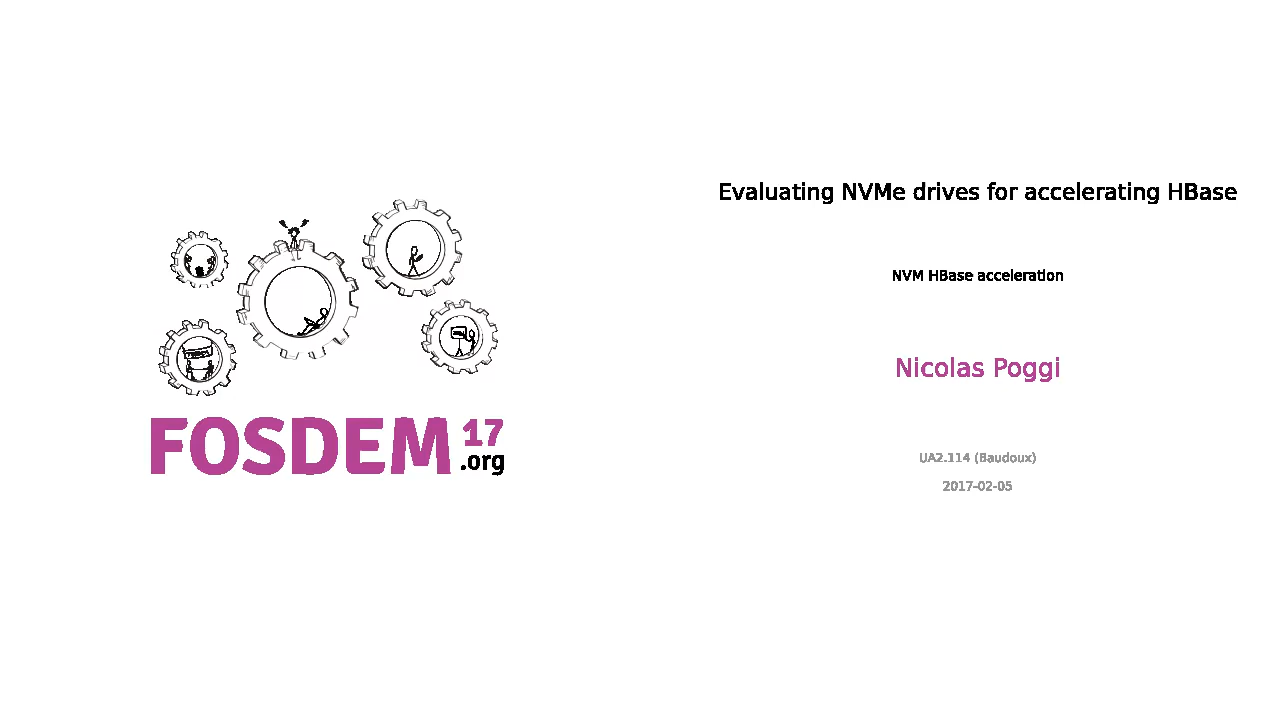 FOSDEM 17
.org
Evaluating NVMe drives for accelerating HBase
NVM HBase acceleration
Nicolas Poggi
UA2.114 (Baudoux)
2017-02-05